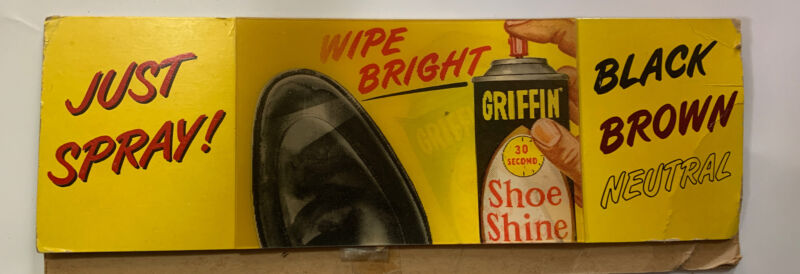 JUST
SPRAY!
WIPE
BRIGHT
GRIFFIN
30
SECOND
Shoe
Shine
BLACK
BROWN
NEUTRAL